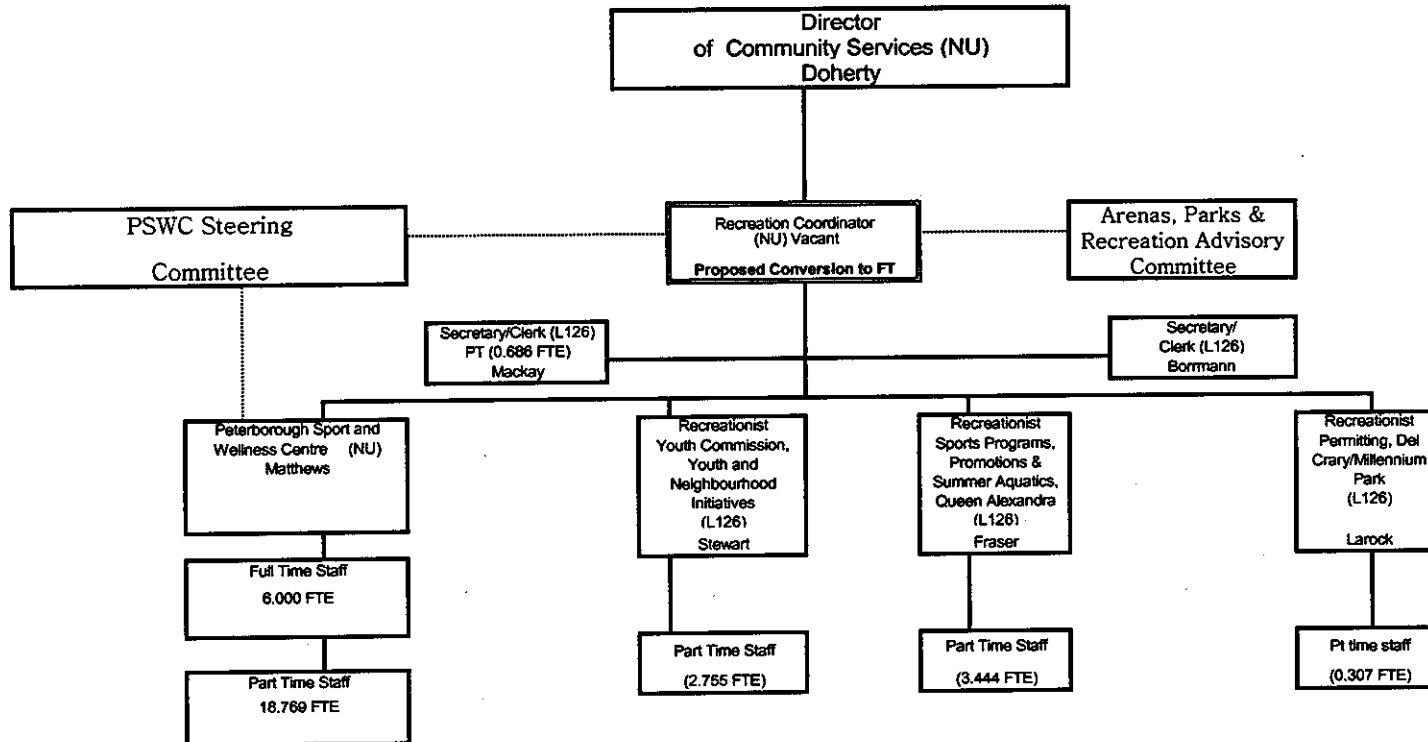 Director
of Community Services (NU)
Doherty
PSWC Steering
Committee
Recreation Coordinator
(NU) Vacant
Proposed Conversion to FT
Arenas, Parks &
Recreation Advisory
Committee
Secretary/Clerk (L126)
PT (0.686 FTE)
Mackay
Secretary/
Clerk (L126)
Borrmann
Peterborough Sport and
Wellness Centre (NU)
Matthews
Recreationist
Youth Commission,
Youth and
Neighbourhood
Initiatives
(L126)
Stewart
Recreationist
Sports Programs,
Promotions &
Summer Aquatics,
Queen Alexandra
(L126)
Fraser
Recreationist
Permitting, Del
Crary/Millennium
Park
(L126)
Larock
Full Time Staff
6.000 FTE
Part Time Staff
18.769 FTE
Part Time Staff
(2.755 FTE)
Part Time Staff
(3.444 FTE)
Pt time staff
(0.307 FTE)